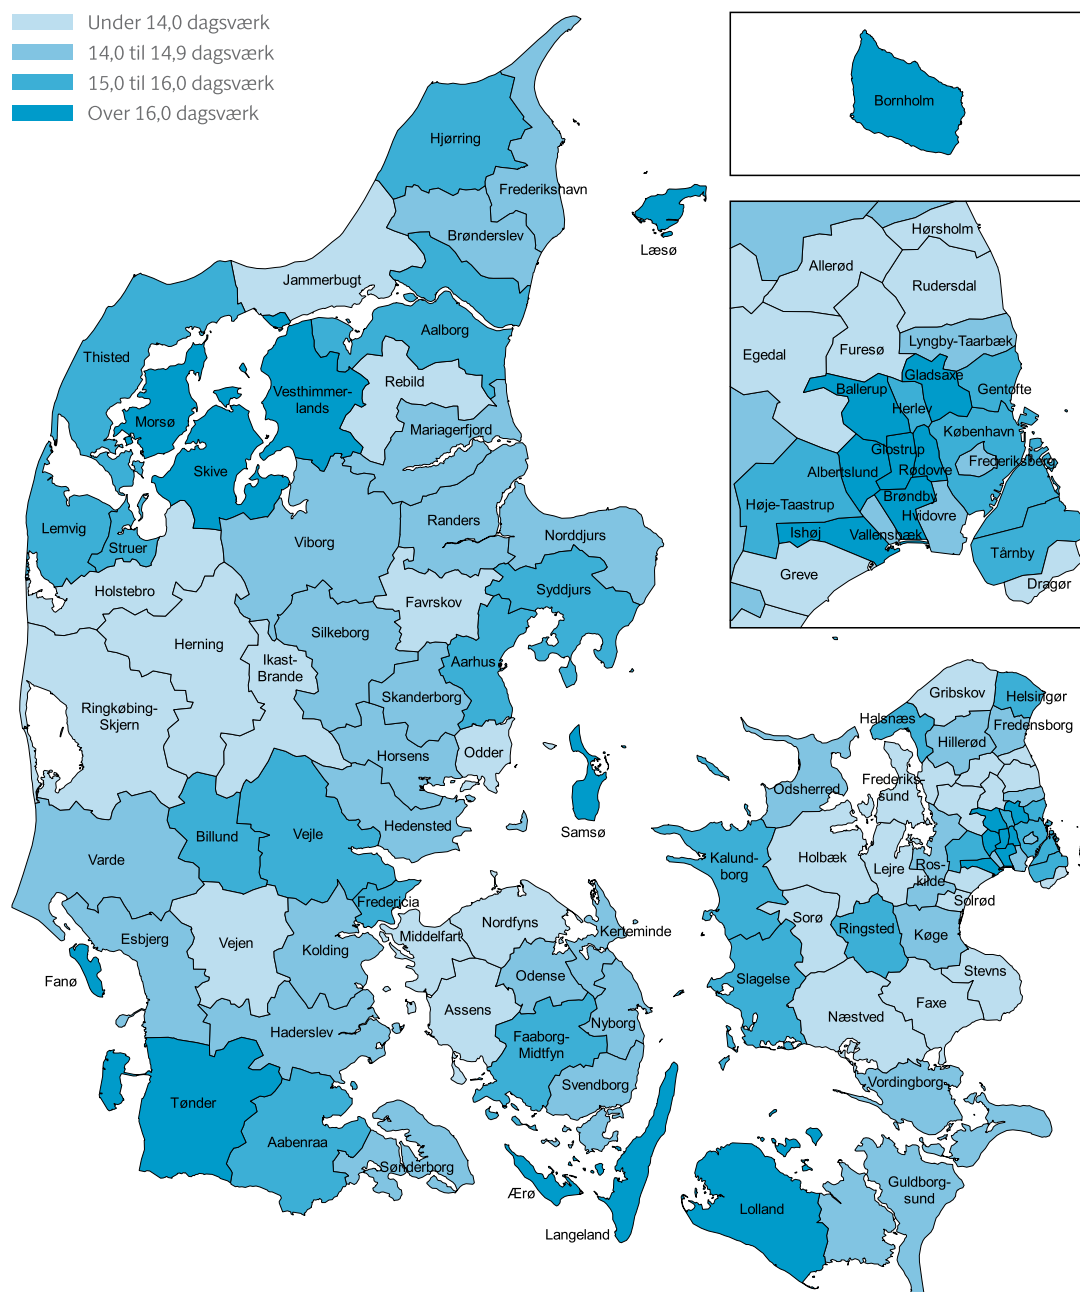 Under 14,0 dagsværk
14,0 til 14,9 dagsværk
15,0 til 16,0 dagsværk
Over 16,0 dagsværk
Bornholm
Hjørring
Frederikshavn
Brønderslev
Læsø
Jammerbugt
Aalborg
Thisted
Rebild
Vesthimmer-
lands
Morsø
Mariagerfjord
Skive
Lemvig
Struer
Viborg
Randers
Norddjurs
Holstebro
Favrskov
Syddjurs
Herning
Silkeborg
Ikast-
Brande
Aarhus
Skanderborg
Ringkøbing-
Skjern
Horsens
Odder
Samsø
Hedensted
Billund
Vejle
Varde
Fredericia
Esbjerg
Vejen
Kolding
Fanø
Haderslev
Tønder
Aabenraa
Sønderborg
Middelfart
Nordfyns
Kerteminde
Odense
Assens
Nyborg
Faaborg-
Midtfyn
Svendborg
Ærø
Langeland
Hørsholm
Allerød
Rudersdal
Egedal
Furesø
Lyngby-Taarbæk
Gladsaxe
Ballerup
Gentofte
Herlev
København
Glostrup
Frederiksberg
Albertslund
Rødovre
Høje-Taastrup
Brøndby
Hvidovre
Ishøj
Vallensbæk
Tårnby
Greve
Dragør
Gribskov
Helsingør
Halsnæs
Fredensborg
Hillerød
Odsherred
Frederiks-
sund
Kalund-
borg
Holbæk
Lejre
Ros-
kilde
Solrød
Sorø
Ringsted
Køge
Slagelse
Stevns
Faxe
Næstved
Vordingborg
Guldborg-
sund
Lolland